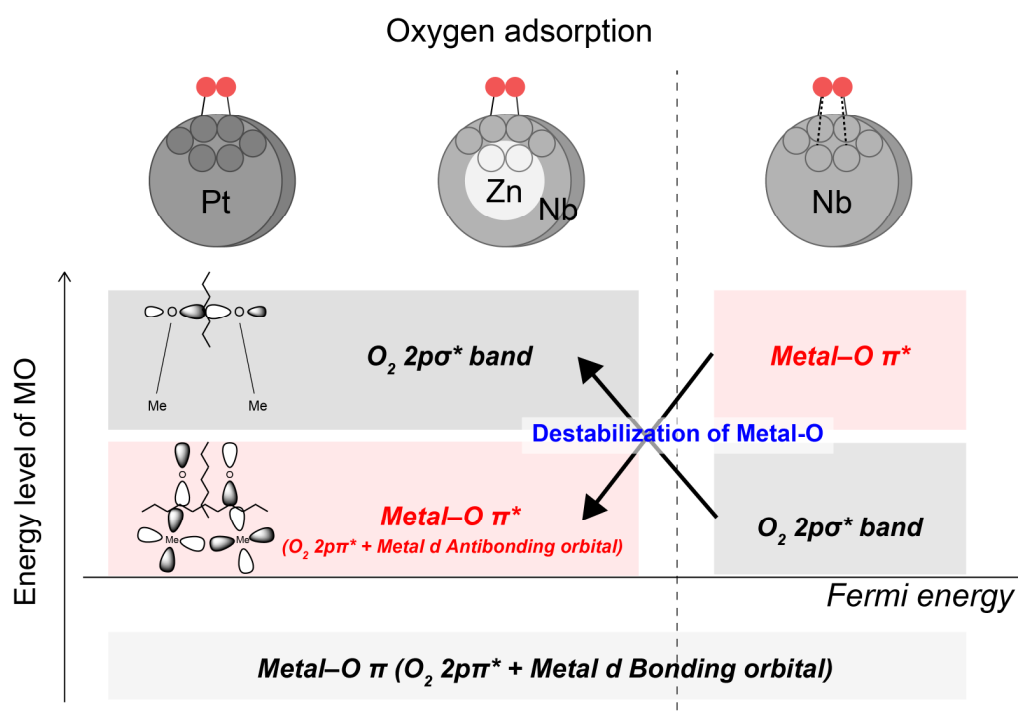 Oxygen adsorption
Pt
Zn
Nb
Nb
Energy level of MO
O
O
Me
Me
O₂ 2pσ* band
Metal–O π*
Destabilization of Metal-O
O
O
Me
Me
Metal–O π*
(O₂ 2pπ* + Metal d Antibonding orbital)
O₂ 2pσ* band
Fermi energy
Metal–O π (O₂ 2pπ* + Metal d Bonding orbital)